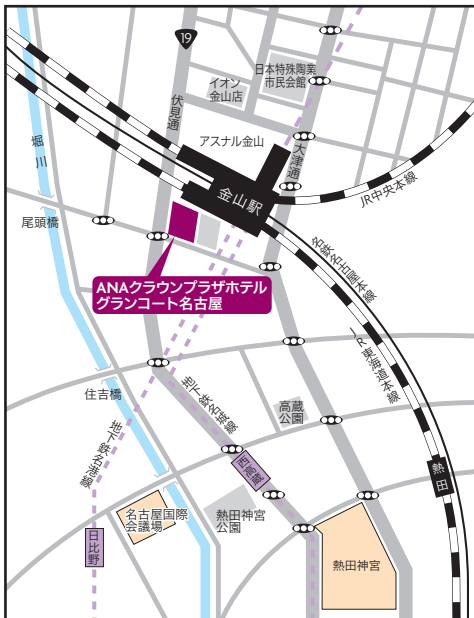 19
日本特殊陶業
市民会館
イオン
金山店
伏見通
アスナル金山
大津通
堀川
金山駅
JR中央本線
尾頭橋
名鉄名古屋本線
ANAクラウンプラザホテル
グランコート名古屋
JR東海道本線
住吉橋
地下鉄名城線
高蔵
公園
地下鉄名港線
西高蔵
熱田
名古屋国際
会議場
熱田神宮
公園
日比野
熱田神宮